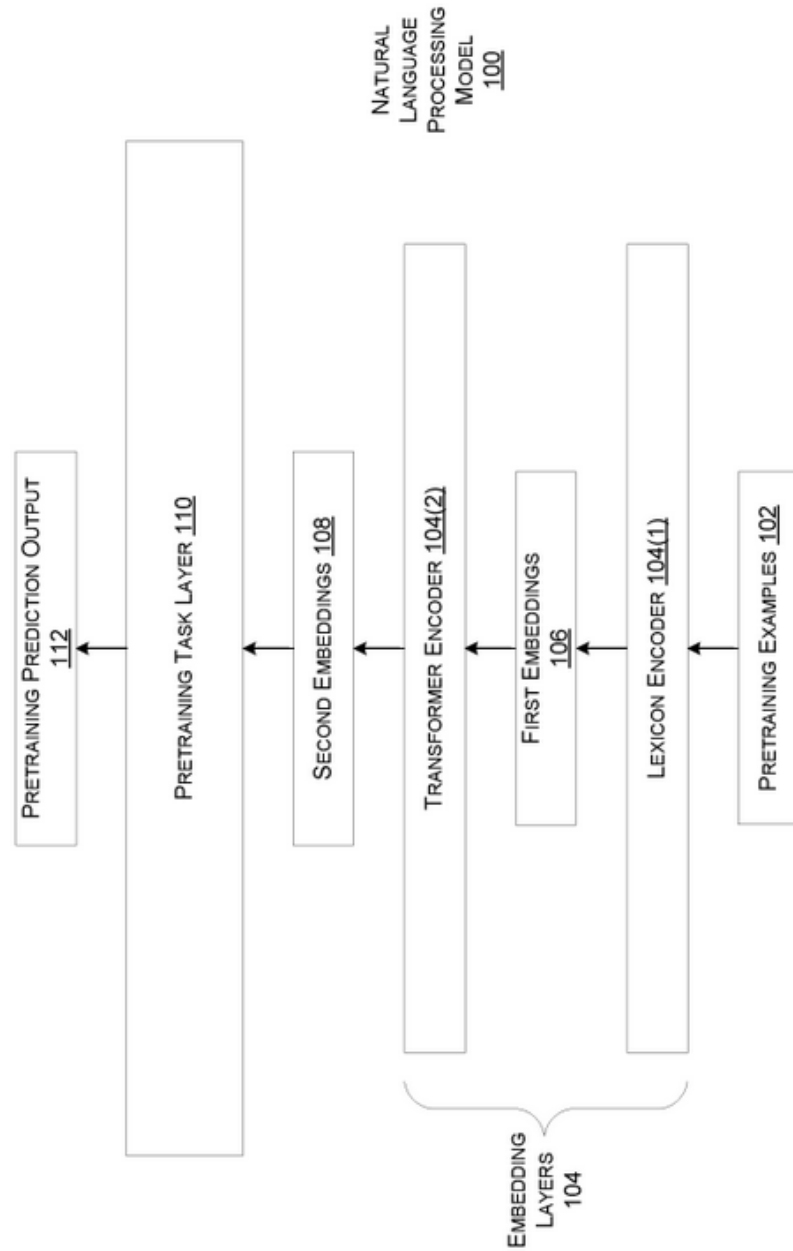 PRETRAINING PREDICTION OUTPUT
112
PRETRAINING TASK LAYER 110
SECOND EMBEDDINGS 108
TRANSFORMER ENCODER 104(2)
FIRST EMBEDDINGS
106
LEXICON ENCODER 104(1)
PRETRAINING EXAMPLES 102
EMBEDDING
LAYERS
104
NATURAL
LANGUAGE
PROCESSING
MODEL
100